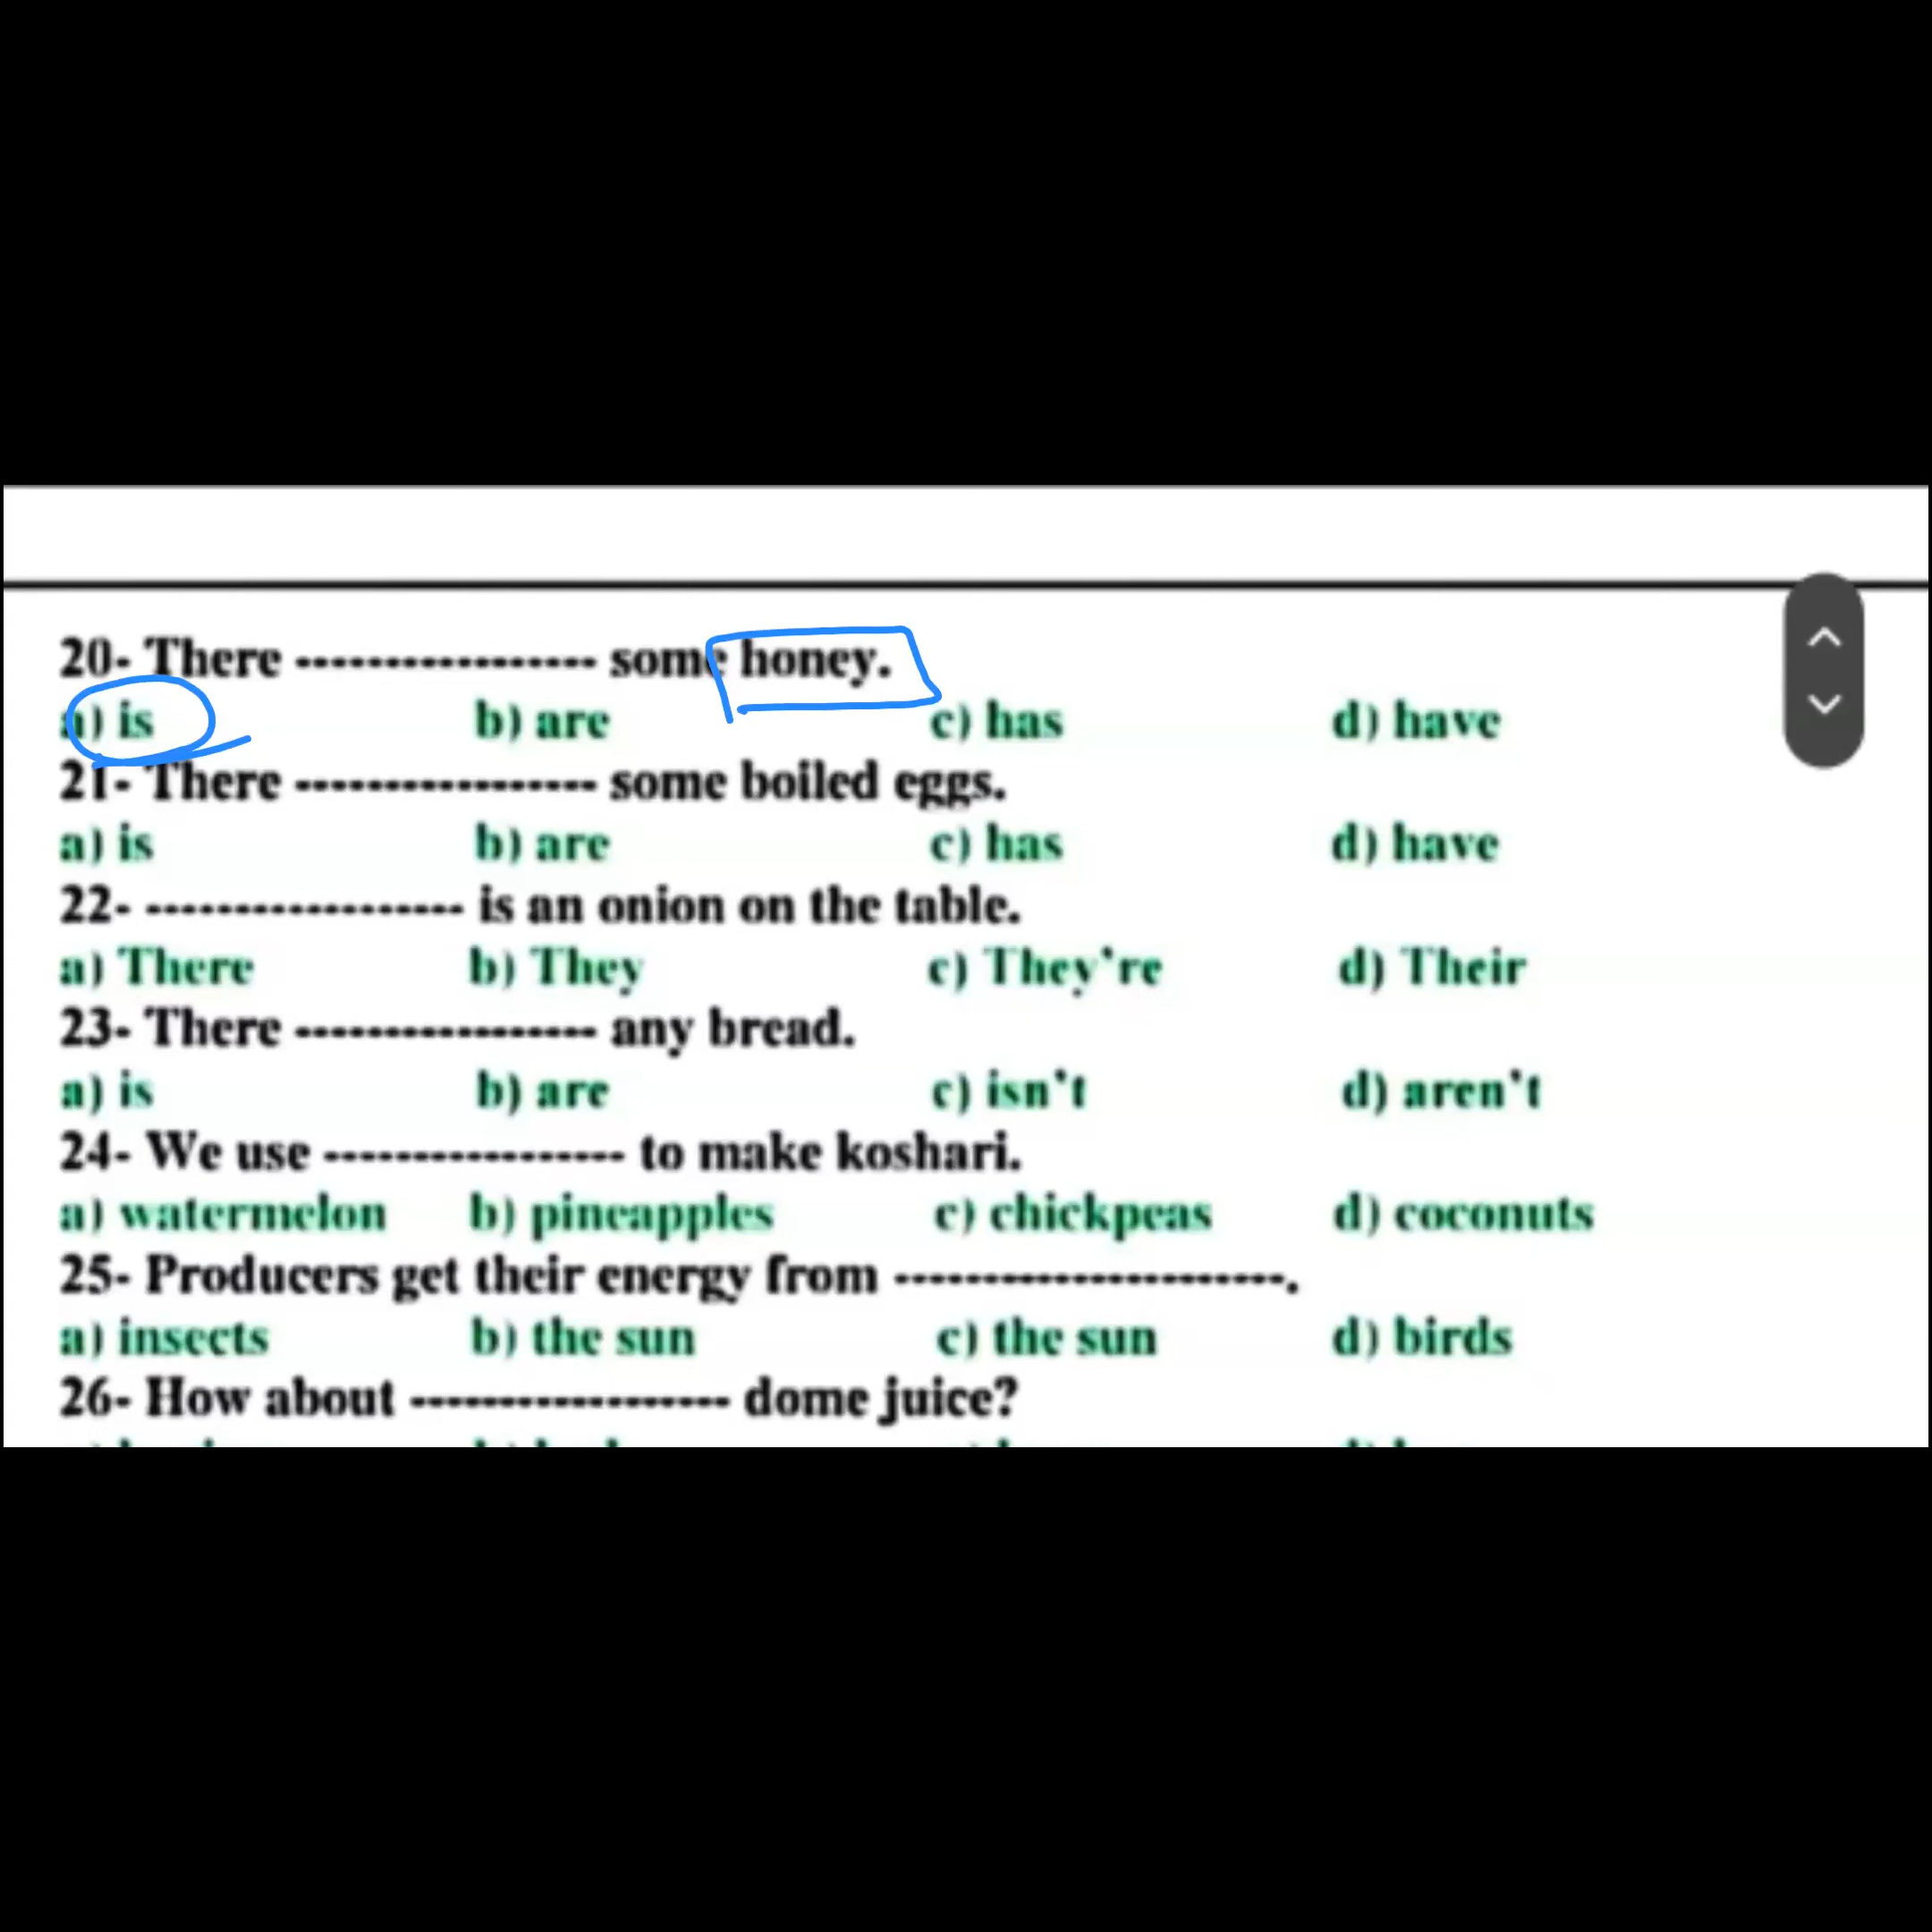 20- There ----------------- some honey.
a) is b) are c) has d) have
21- There ----------------- some boiled eggs.
a) is b) are c) has d) have
22- ------------------ is an onion on the table.
a) There b) They c) They're d) Their
23- There ----------------- any bread.
a) is b) are c) isn't d) aren't
24- We use ----------------- to make koshari.
a) watermelon b) pineapples c) chickpeas d) coconuts
25- Producers get their energy from ----------------------.
a) insects b) the sun c) the sun d) birds
26- How about ------------------ dome juice?